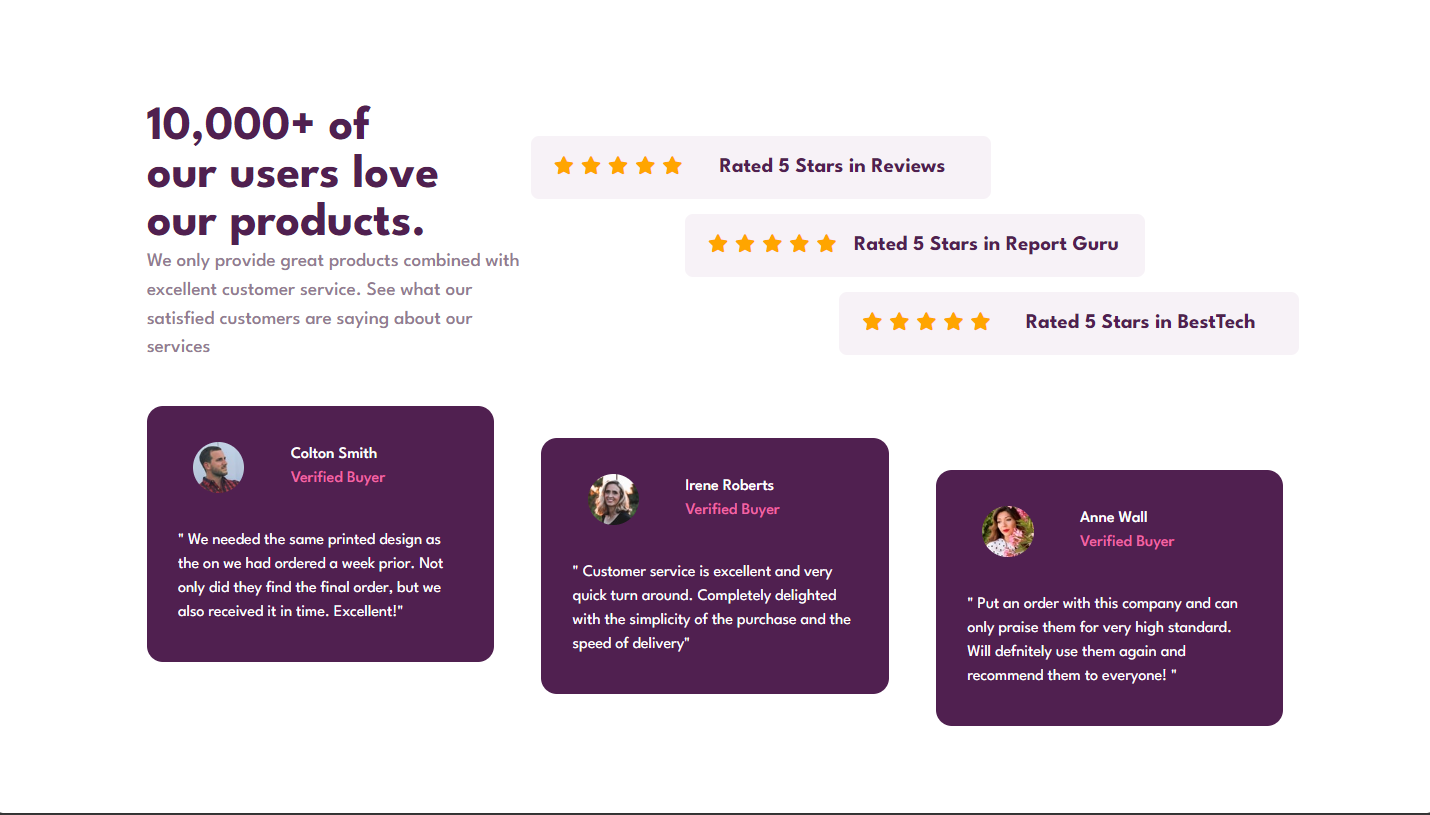 10,000+ of
our users love
our products.
We only provide great products combined with
excellent customer service. See what our
satisfied customers are saying about our
services
Rated 5 Stars in Reviews
Rated 5 Stars in Report Guru
Rated 5 Stars in BestTech
Colton Smith
Verified Buyer
" We needed the same printed design as
the on we had ordered a week prior. Not
only did they find the final order, but we
also received it in time. Excellent!"
Irene Roberts
Verified Buyer
" Customer service is excellent and very
quick turn around. Completely delighted
with the simplicity of the purchase and the
speed of delivery"
Anne Wall
Verified Buyer
" Put an order with this company and can
only praise them for very high standard.
Will defnitely use them again and
recommend them to everyone! "